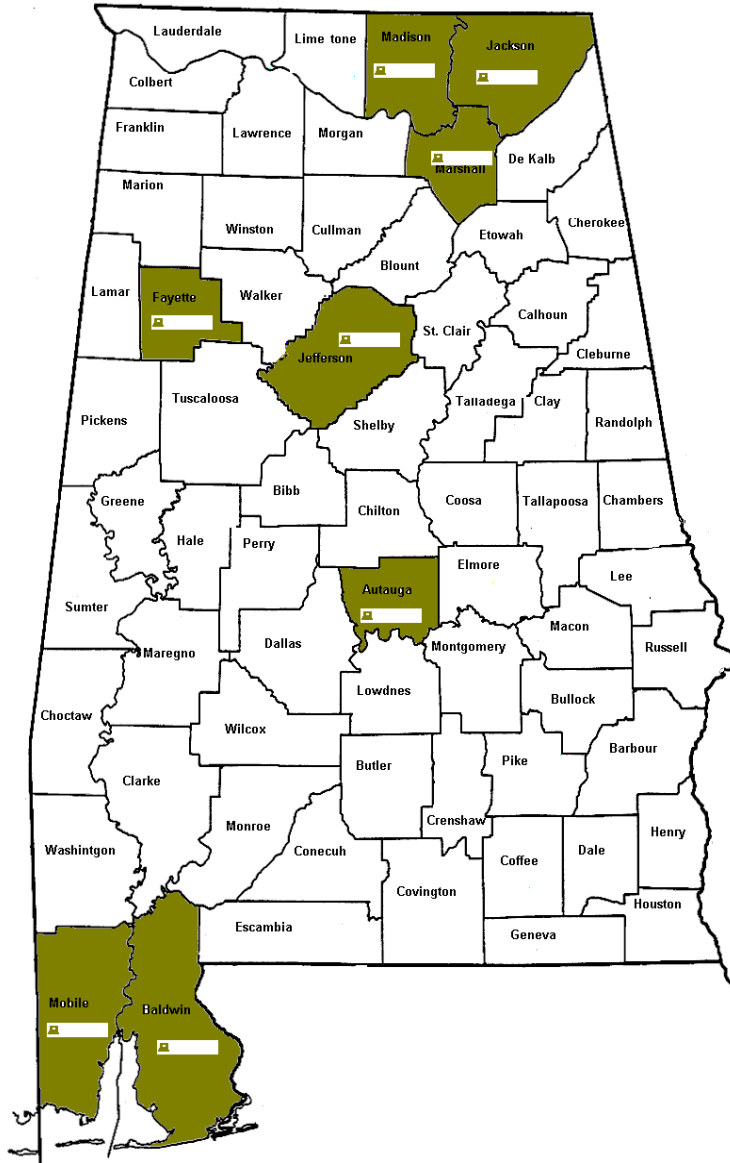 Lauderdale
Lime tone
Madison
Jackson
Colbert
Franklin
Lawrence
Morgan
Marshall
De Kalb
Marion
Winston
Cullman
Cherokee
Etowah
Blount
Lamar
Fayette
Walker
Calhoun
St. Clair
Jefferson
Cleburne
Tuscaloosa
Talladega
Clay
Pickens
Shelby
Randolph
Greene
Bibb
Coosa
Tallapoosa
Chambers
Chilton
Hale
Perry
Elmore
Lee
Autauga
Sumter
Macon
Dallas
Montgomery
Russell
Maregno
Lowdnes
Bullock
Choctaw
Wilcox
Barbour
Butler
Pike
Clarke
Crenshaw
Monroe
Henry
Washintgon
Conecuh
Coffee
Dale
Covington
Houston
Escambia
Geneva
Mobile
Baldwin